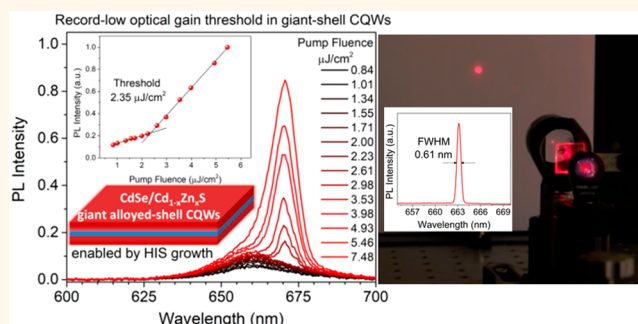 Record-low optical gain threshold in giant-shell CQWs
PL Intensity
1.0
0.8
0.6
0.4
0.2
0.0
600
625
650
675
700
Wavelength (nm)
PL Intensity (a.u.)
1.0
0.8
0.6
0.4
0.2
0.0
1 2 3 4 5 6
Pump Fluence (μJ/cm²)
Threshold
2.35 μJ/cm²
CdSe/Cd₁₋ₓZnₓS
giant alloyed-shell CQWs
enabled by HIS growth
Pump Fluence
μJ/cm²
0.84
1.01
1.34
1.55
1.71
2.00
2.23
2.61
2.98
3.53
3.98
4.93
5.46
7.48
PL Intensity (a.u.)
FWHM
0.61 nm
657 660 663 666 669
Wavelength (nm)